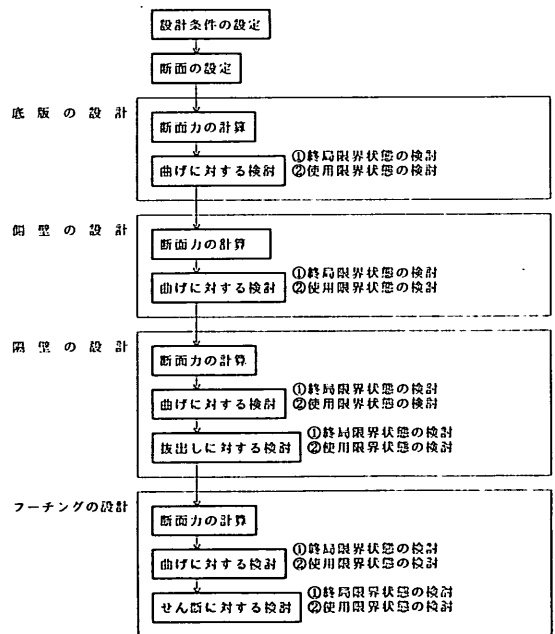 設計条件の設定
断面の設定
底版の設計
断面力の計算
曲げに対する検討
①終局限界状態の検討
②使用限界状態の検討
側壁の設計
断面力の計算
曲げに対する検討
①終局限界状態の検討
②使用限界状態の検討
隔壁の設計
断面力の計算
曲げに対する検討
①終局限界状態の検討
②使用限界状態の検討
抜出しに対する検討
①終局限界状態の検討
②使用限界状態の検討
フーチングの設計
断面力の計算
曲げに対する検討
①終局限界状態の検討
②使用限界状態の検討
せん断に対する検討
①終局限界状態の検討
②使用限界状態の検討